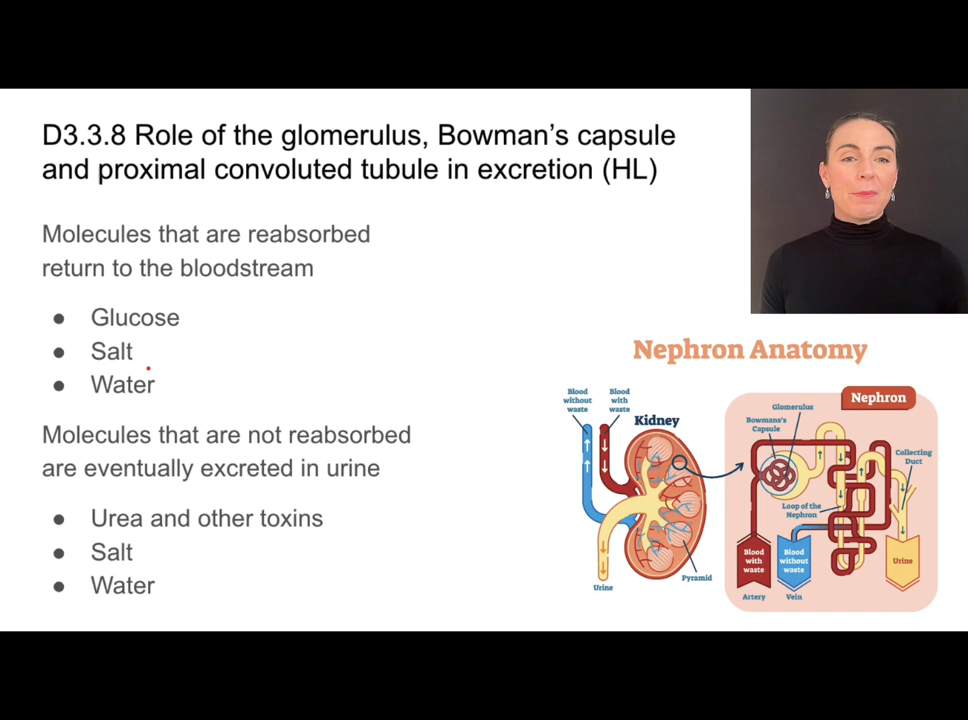 D3.3.8 Role of the glomerulus, Bowman's capsule
and proximal convoluted tubule in excretion (HL)
Molecules that are reabsorbed
return to the bloodstream
● Glucose
● Salt
● Water
Molecules that are not reabsorbed
are eventually excreted in urine
● Urea and other toxins
● Salt
● Water
Nephron Anatomy
Blood
without
waste
Blood
with
waste
Kidney
Urine
Pyramid
Nephron
Glomerulus
Bowmans's
Capsule
Collecting
Duct
Loop of the
Nephron
Blood
with
waste
Blood
without
waste
Urine
Artery
Vein